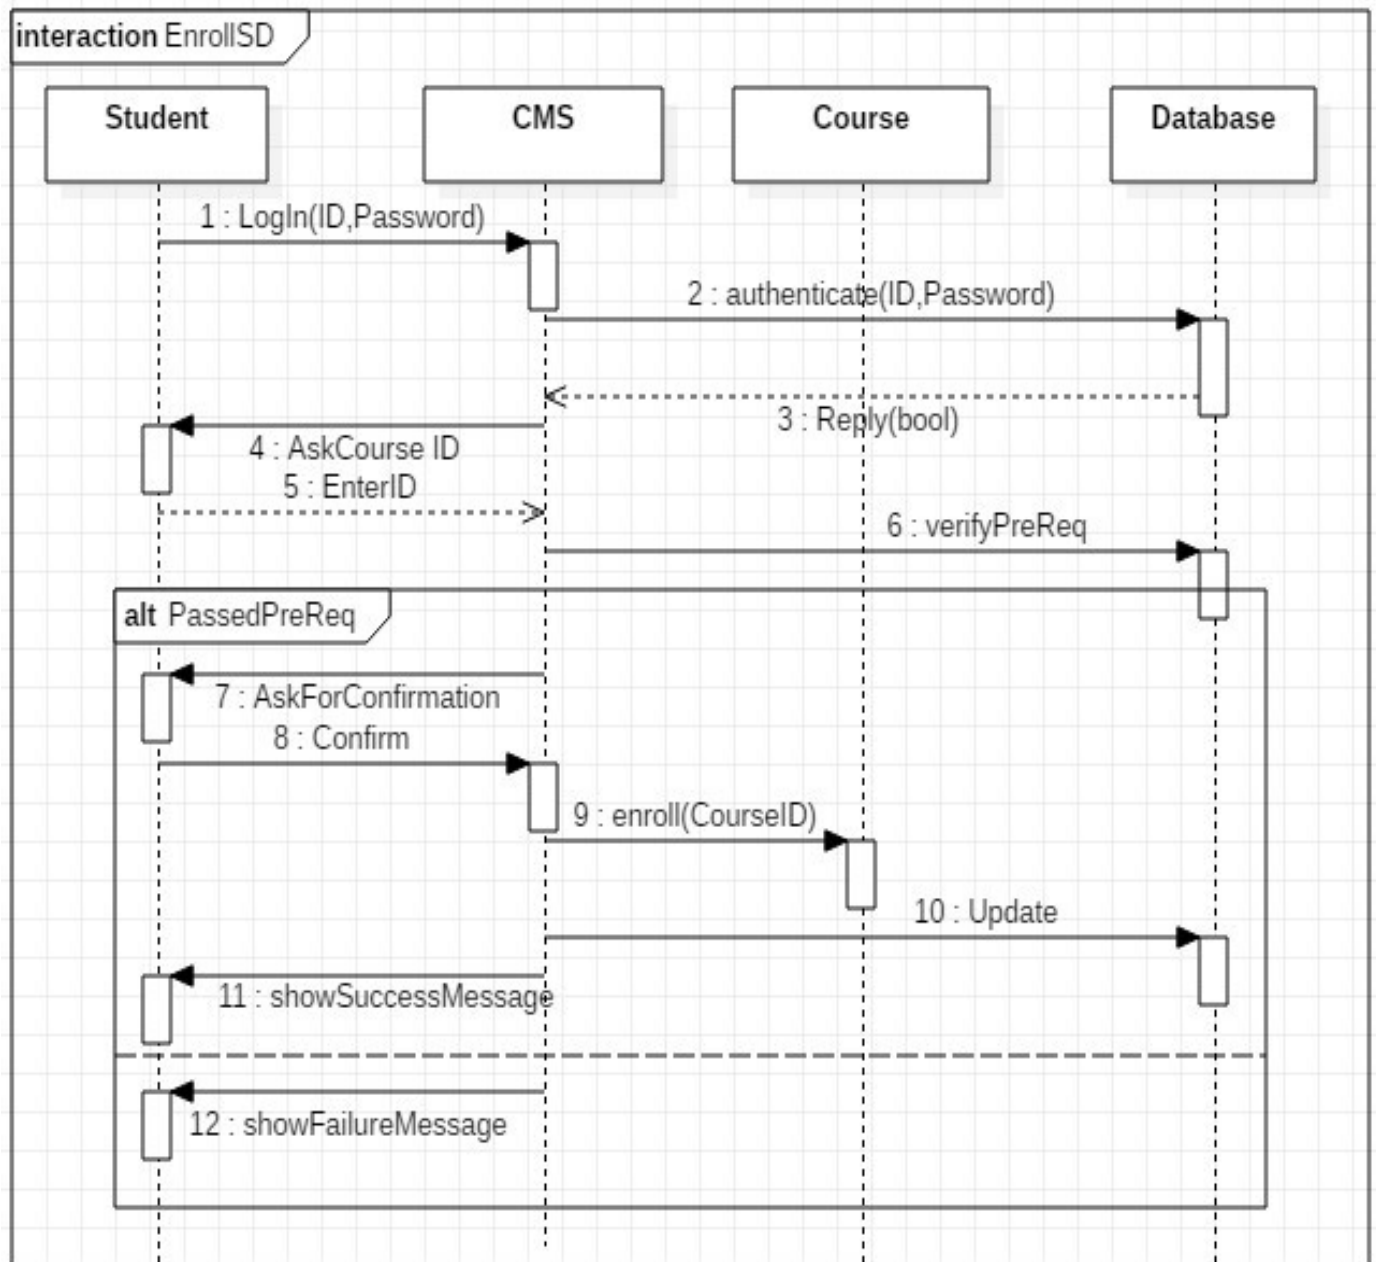 interaction EnrollSD
Student
CMS
Course
Database
1 : LogIn(ID,Password)
2 : authenticate(ID,Password)
3 : Reply(bool)
4 : AskCourse ID
5 : EnterID
6 : verifyPreReq
alt PassedPreReq
7 : AskForConfirmation
8 : Confirm
9 : enroll(CourseID)
10 : Update
11 : showSuccessMessage
12 : showFailureMessage